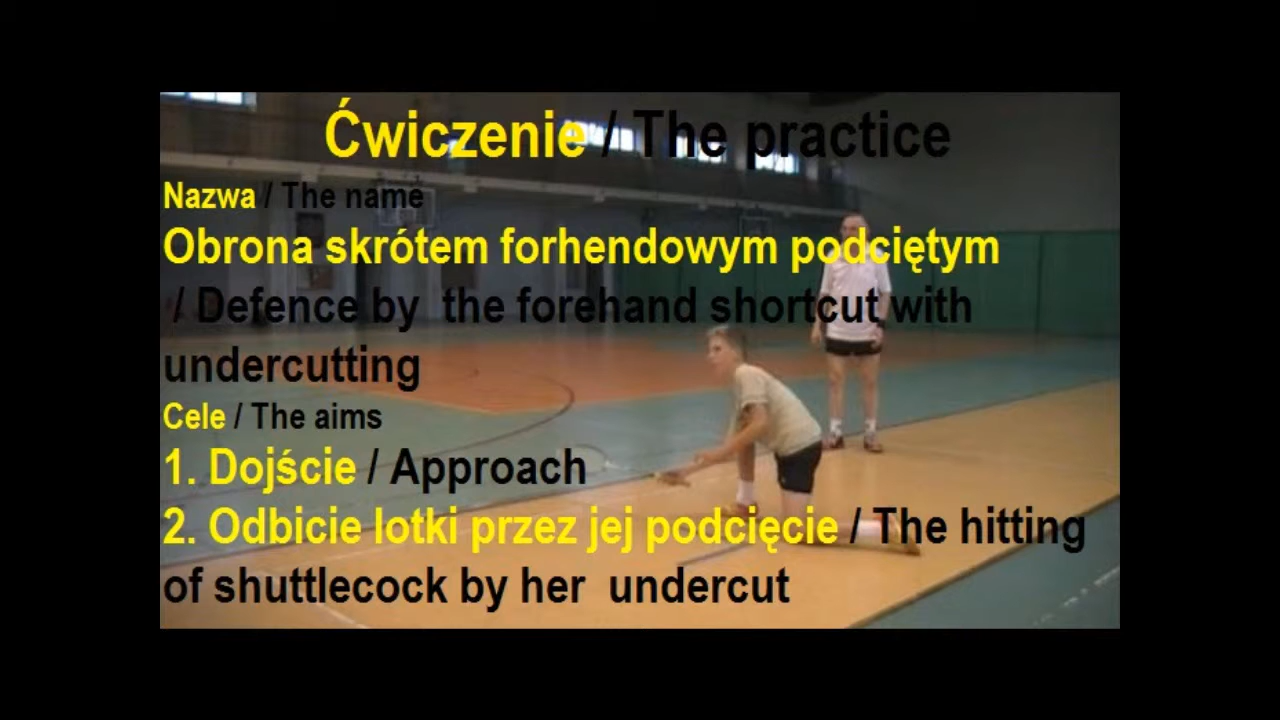 Ćwiczenie / The practice
Nazwa / The name
Obrona skrótem forhendowym podciętym
/ Defence by the forehand shortcut with
undercutting
Cele / The aims
1. Dojście / Approach
2. Odbicie lotki przez jej podcięcie / The hitting
of shuttlecock by her undercut